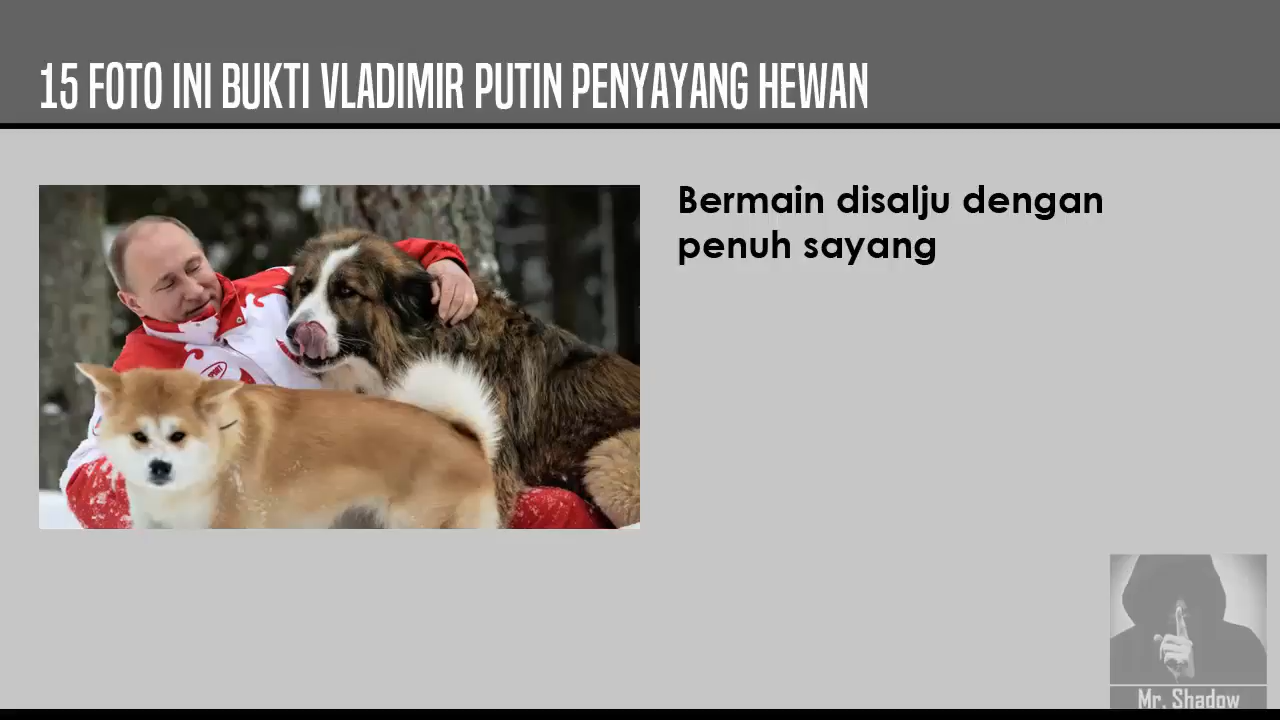 15 FOTO INI BUKTI VLADIMIR PUTIN PENYAYANG HEWAN
Bermain disalju dengan
penuh sayang
Mr. Shadow